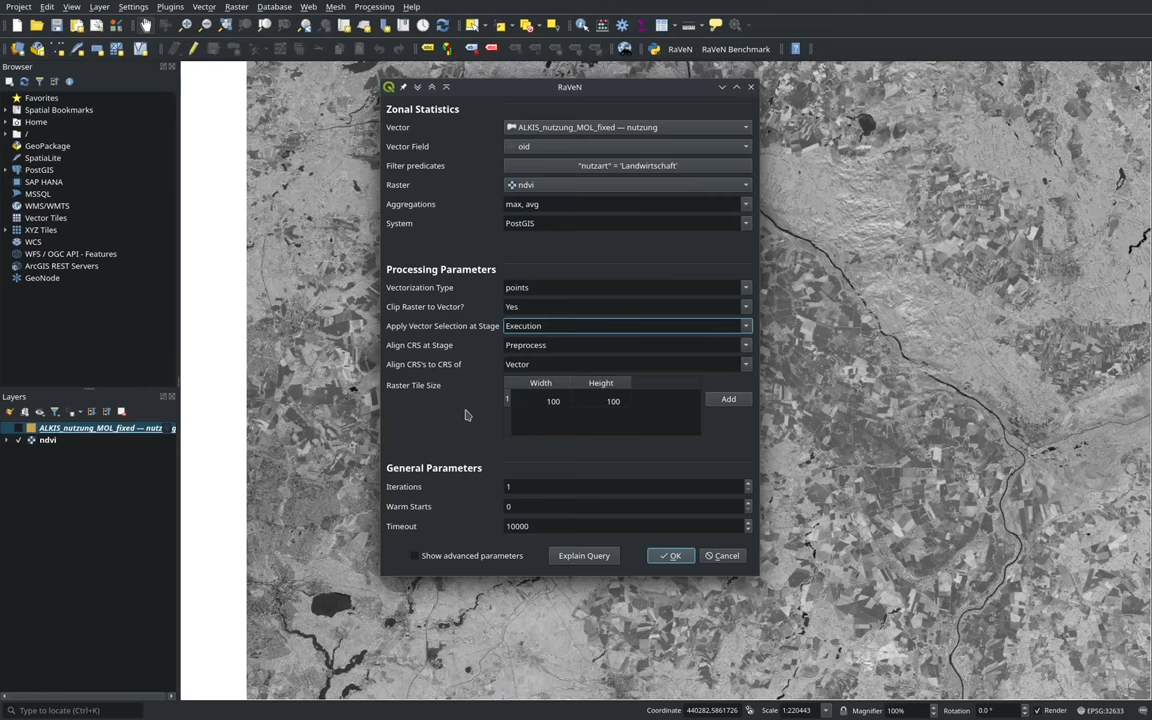 Project Edit View Layer Settings Plugins Vector Raster Database Web Mesh Processing Help
RaVeN RaVeN Benchmark
Browser
Favorites
Spatial Bookmarks
Home
/
GeoPackage
SpatiaLite
PostGIS
SAP HANA
MSSQL
WMS/WMTS
Vector Tiles
XYZ Tiles
WCS
WFS / OGC API - Features
ArcGIS REST Servers
GeoNode
Layers
ALKIS_nutzung_MOL_fixed — nutz
ndvi
RaVeN
Zonal Statistics
Vector ALKIS_nutzung_MOL_fixed — nutzung
Vector Field oid
Filter predicates "nutzart" = 'Landwirtschaft'
Raster ndvi
Aggregations max, avg
System PostGIS
Processing Parameters
Vectorization Type points
Clip Raster to Vector? Yes
Apply Vector Selection at Stage Execution
Align CRS at Stage Preprocess
Align CRS's to CRS of Vector
Raster Tile Size Width Height
1 100 100 Add
General Parameters
Iterations 1
Warm Starts 0
Timeout 10000
Show advanced parameters Explain Query OK Cancel
Type to locate (Ctrl+K) Coordinate 440282,5861726 Scale 1:220443 Magnifier 100% Rotation 0.0 ° Render EPSG:32633